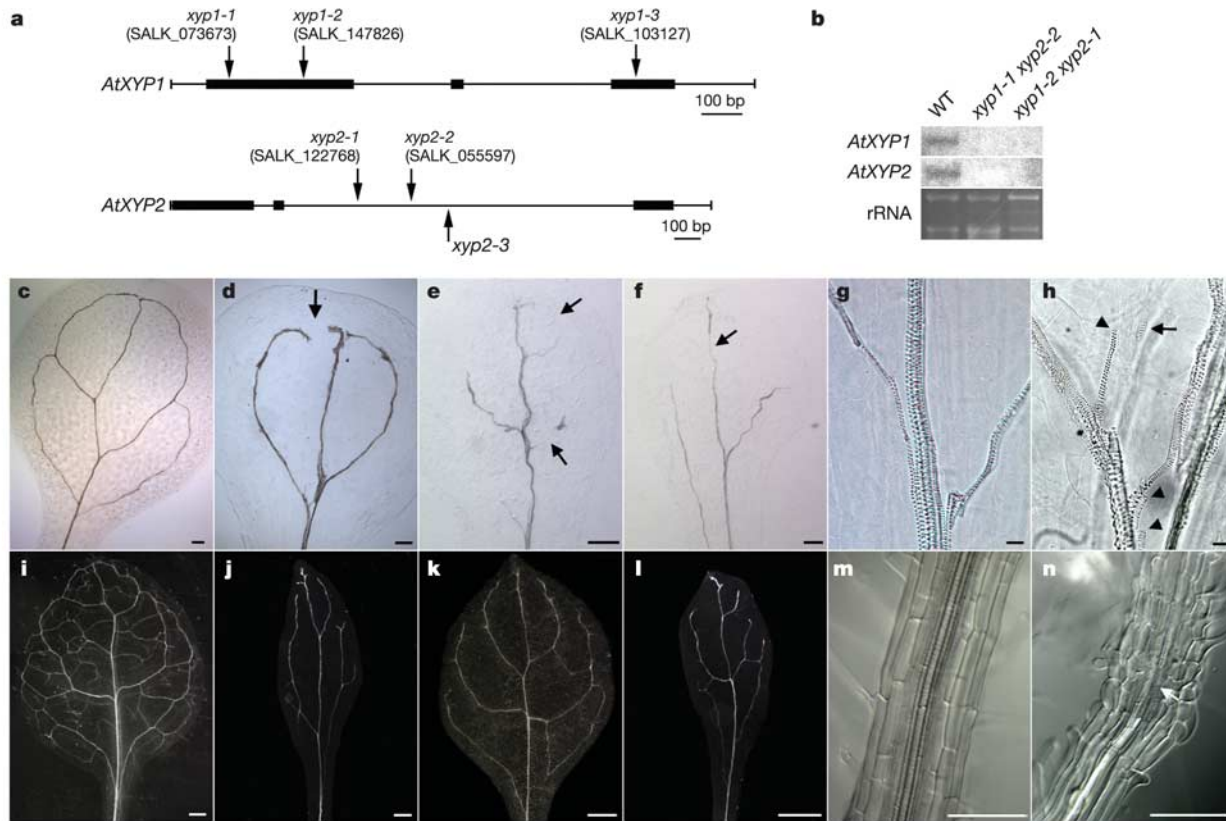 a
xyp1-1
(SALK_073673)
xyp1-2
(SALK_147826)
xyp1-3
(SALK_103127)
AtXYP1
100 bp
xyp2-1
(SALK_122768)
xyp2-2
(SALK_055597)
AtXYP2
100 bp
xyp2-3
b
WT
xyp1-1 xyp2-2
xyp1-2 xyp2-1
AtXYP1
AtXYP2
rRNA
c
d
e
f
g
h
i
j
k
l
m
n